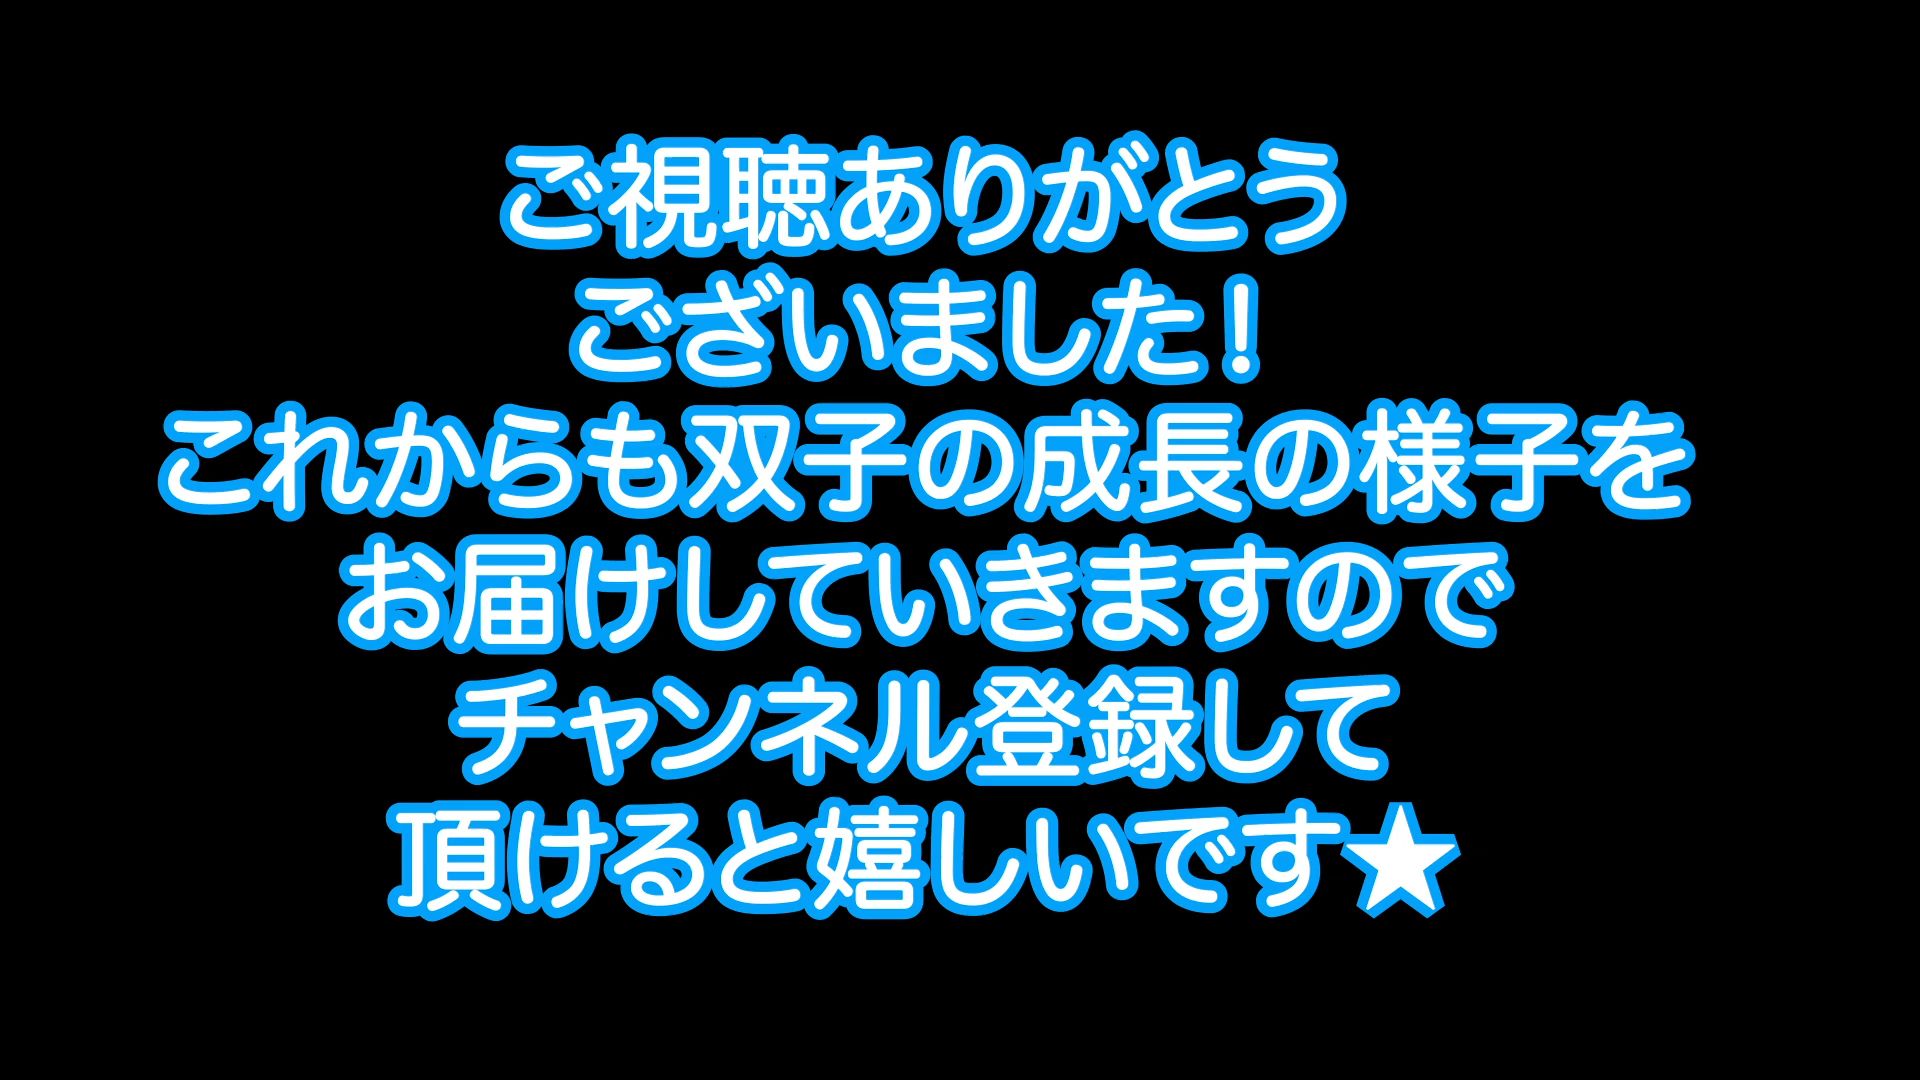 ご視聴ありがとう
ございました！
これからも双子の成長の様子を
お届けしていきますので
チャンネル登録して
頂けると嬉しいです★